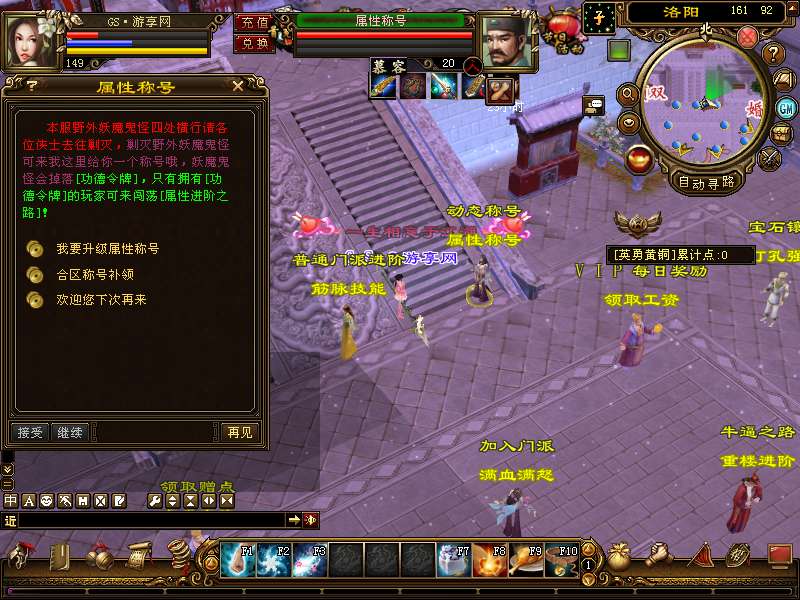 GS·游享网
149
充值
兑换
属性称号
慕容
20
洛阳
161 92
北
自动寻路
属性称号
本服野外妖魔鬼怪四处横行请各
位侠士去往剿灭，剿灭野外妖魔鬼怪
可来我这里给你一个称号哦，妖魔鬼
怪会掉落[功德令牌]，只有拥有[功
德令牌]的玩家可来闯荡[属性进阶之
路]!
我要升级属性称号
合区称号补领
欢迎您下次再来
接受
继续
再见
动态称号
属性称号
普通门派进阶
游享网
筋脉技能
[英勇黄铜]累计点:0
VIP每日奖励
领取工资
加入门派
满血满怒
牛逼之路
重楼进阶
领取赠点
近
F1
F2
F3
F7
F8
F9
F10
1